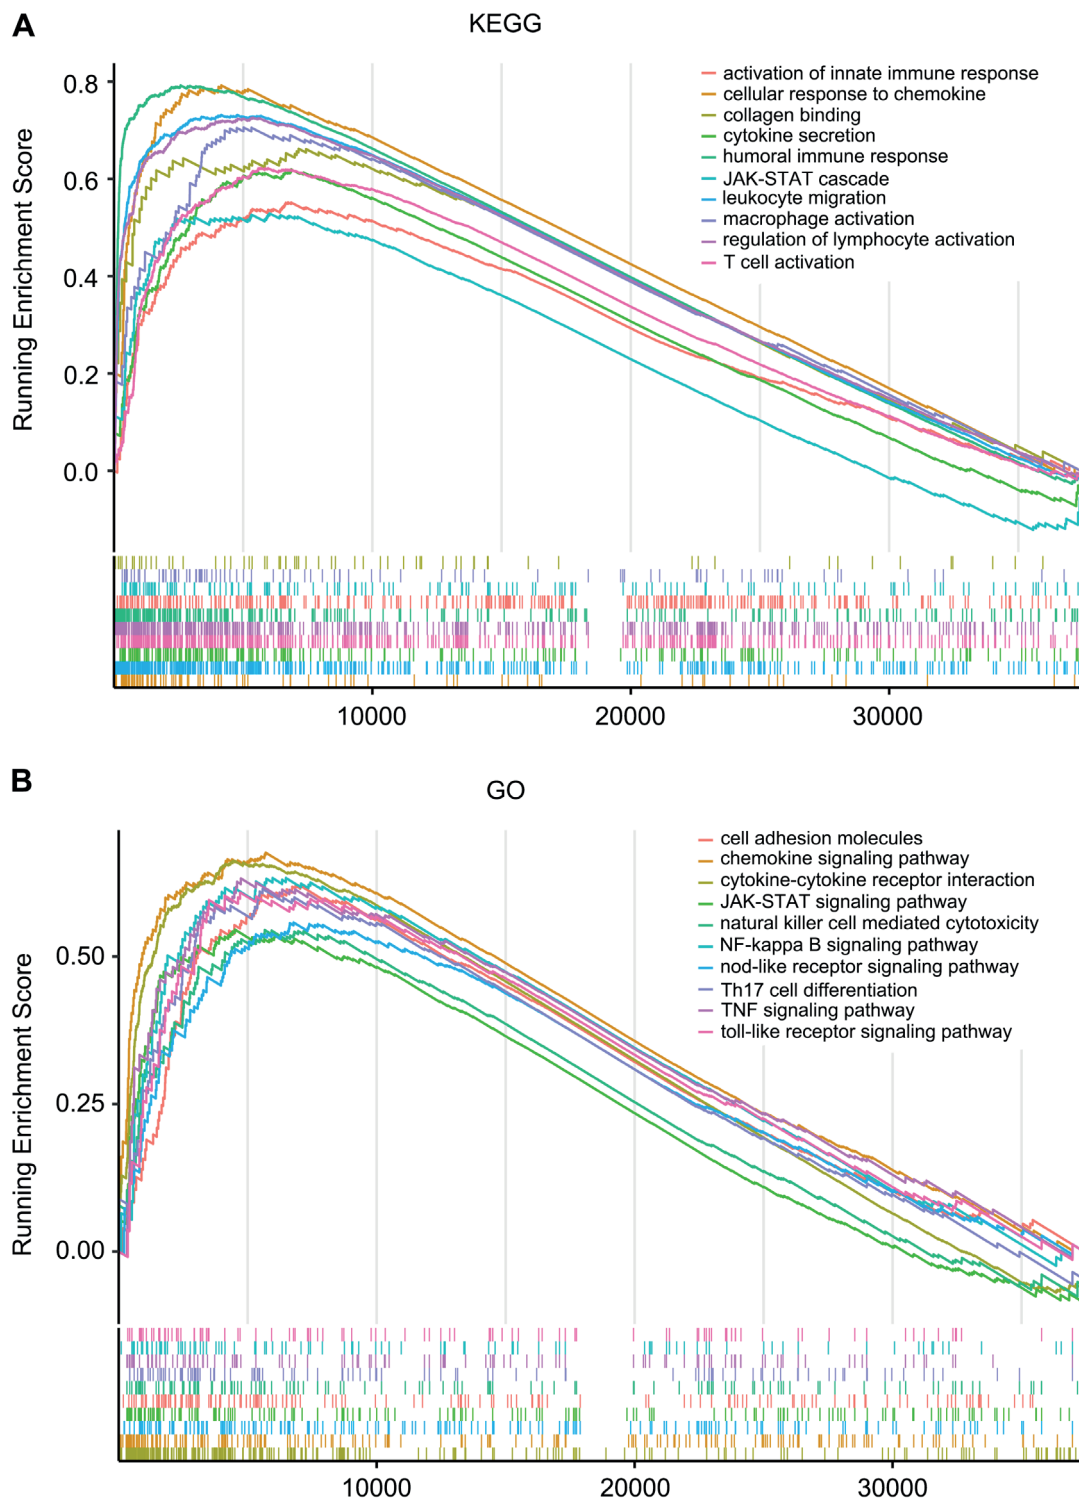 A
KEGG
Running Enrichment Score
0.8
0.6
0.4
0.2
0.0
activation of innate immune response
cellular response to chemokine
collagen binding
cytokine secretion
humoral immune response
JAK-STAT cascade
leukocyte migration
macrophage activation
regulation of lymphocyte activation
T cell activation
10000
20000
30000
B
GO
Running Enrichment Score
0.50
0.25
0.00
cell adhesion molecules
chemokine signaling pathway
cytokine-cytokine receptor interaction
JAK-STAT signaling pathway
natural killer cell mediated cytotoxicity
NF-kappa B signaling pathway
nod-like receptor signaling pathway
Th17 cell differentiation
TNF signaling pathway
toll-like receptor signaling pathway
10000
20000
30000